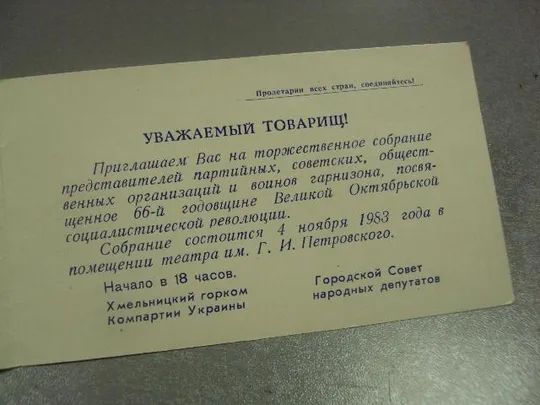 Пролетарии всех стран, соединяйтесь!
УВАЖАЕМЫЙ ТОВАРИЩ!
Приглашаем Вас на торжественное собрание
представителей партийных, советских, общест-
венных организаций и воинов гарнизона, посвя-
щенное 66-й годовщине Великой Октябрьской
социалистической революции.
Собрание состоится 4 ноября 1983 года в
помещении театра им. Г. И. Петровского.
Начало в 18 часов.
Хмельницкий горком
Компартии Украины
Городской Совет
народных депутатов